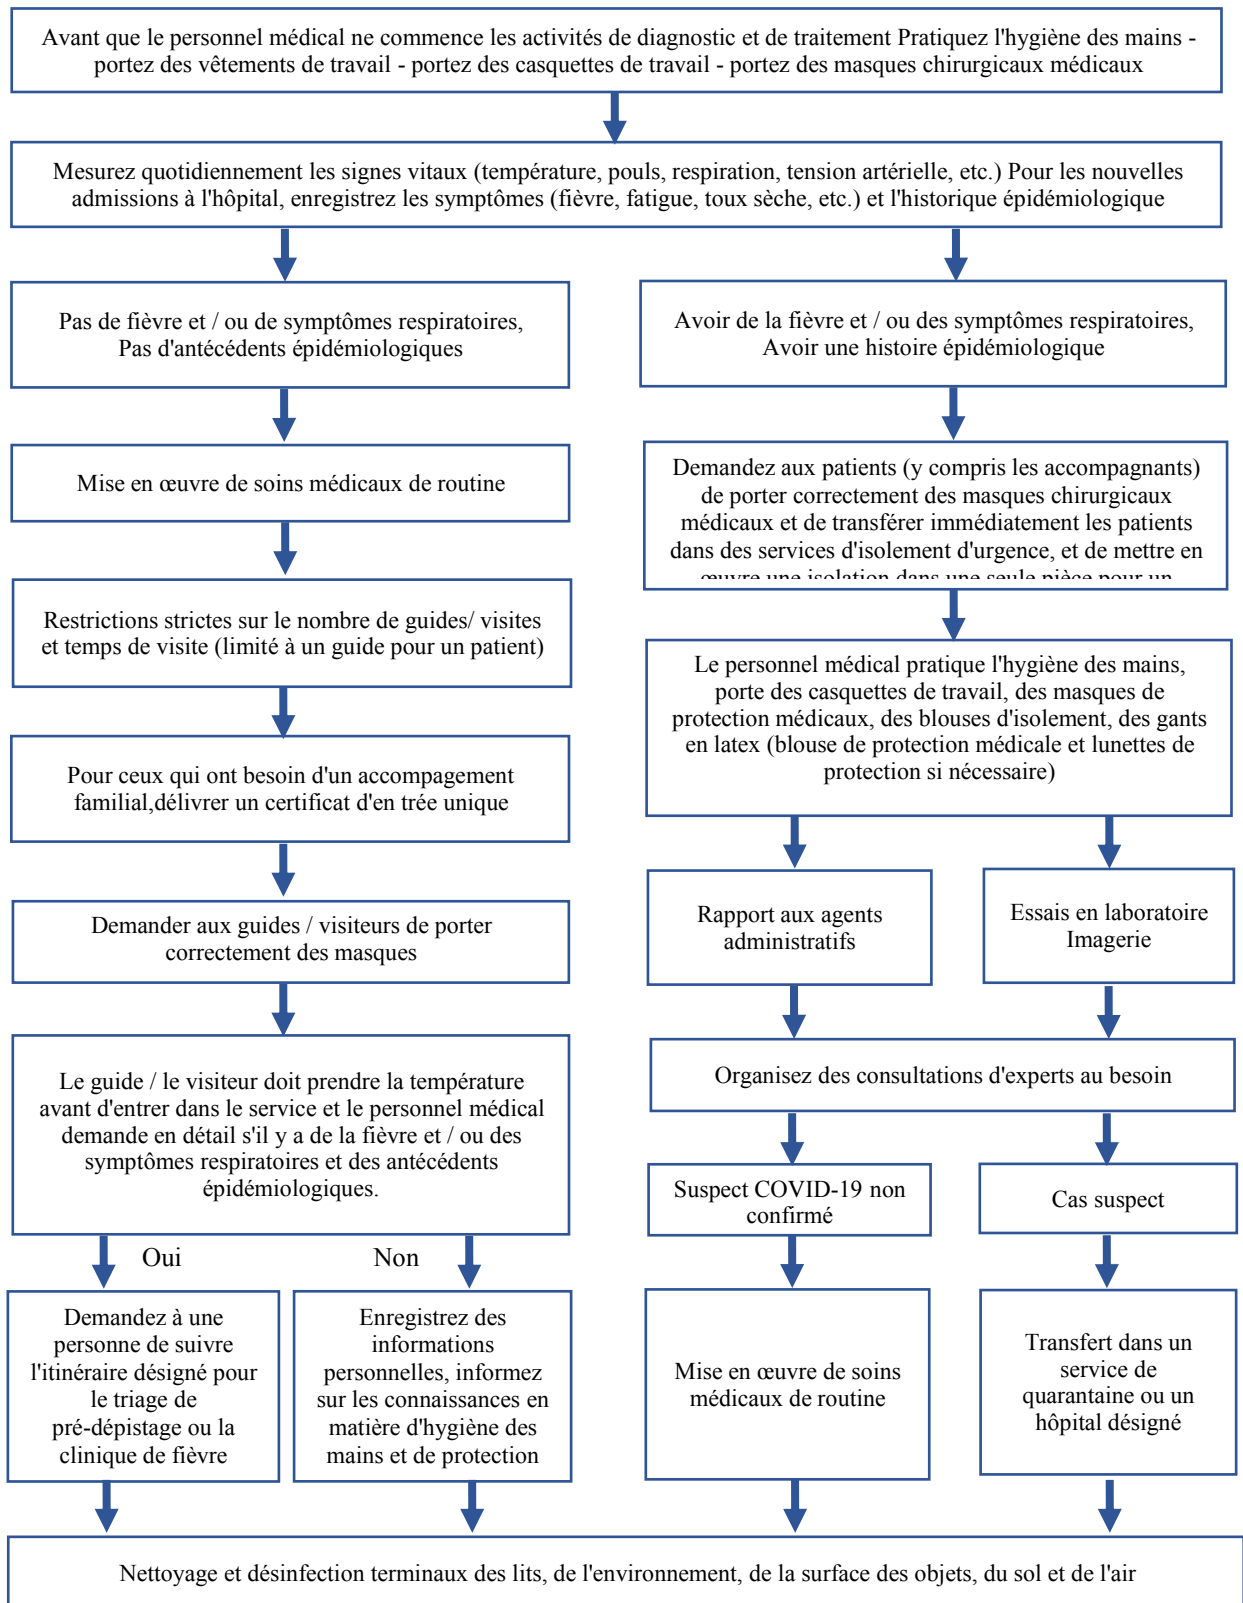 Avant que le personnel médical ne commence les activités de diagnostic et de traitement Pratiquez l'hygiène des mains -
portez des vêtements de travail - portez des casquettes de travail - portez des masques chirurgicaux médicaux
Mesurez quotidiennement les signes vitaux (température, pouls, respiration, tension artérielle, etc.) Pour les nouvelles
admissions à l'hôpital, enregistrez les symptômes (fièvre, fatigue, toux sèche, etc.) et l'historique épidémiologique
Pas de fièvre et / ou de symptômes respiratoires,
Pas d'antécédents épidémiologiques
Mise en œuvre de soins médicaux de routine
Restrictions strictes sur le nombre de guides/ visites
et temps de visite (limité à un guide pour un patient)
Pour ceux qui ont besoin d'un accompagement
familial,délivrer un certificat d'en trée unique
Demander aux guides / visiteurs de porter
correctement des masques
Le guide / le visiteur doit prendre la température
avant d'entrer dans le service et le personnel médical
demande en détail s'il y a de la fièvre et / ou des
symptômes respiratoires et des antécédents
épidémiologiques.
Oui
Non
Demandez à une
personne de suivre
l'itinéraire désigné pour
le triage de
pré-dépistage ou la
clinique de fièvre
Enregistrez des
informations
personnelles, informez
sur les connaissances en
matière d'hygiène des
mains et de protection
Avoir de la fièvre et / ou des symptômes respiratoires,
Avoir une histoire épidémiologique
Demandez aux patients (y compris les accompagnants)
de porter correctement des masques chirurgicaux
médicaux et de transférer immédiatement les patients
dans des services d'isolement d'urgence, et de mettre en
œuvre une isolation dans une seule pièce pour un
Le personnel médical pratique l'hygiène des mains,
porte des casquettes de travail, des masques de
protection médicaux, des blouses d'isolement, des gants
en latex (blouse de protection médicale et lunettes de
protection si nécessaire)
Rapport aux agents
administratifs
Essais en laboratoire
Imagerie
Organisez des consultations d'experts au besoin
Suspect COVID-19 non
confirmé
Cas suspect
Mise en œuvre de soins
médicaux de routine
Transfert dans un
service de
quarantaine ou un
hôpital désigné
Nettoyage et désinfection terminaux des lits, de l'environnement, de la surface des objets, du sol et de l'air